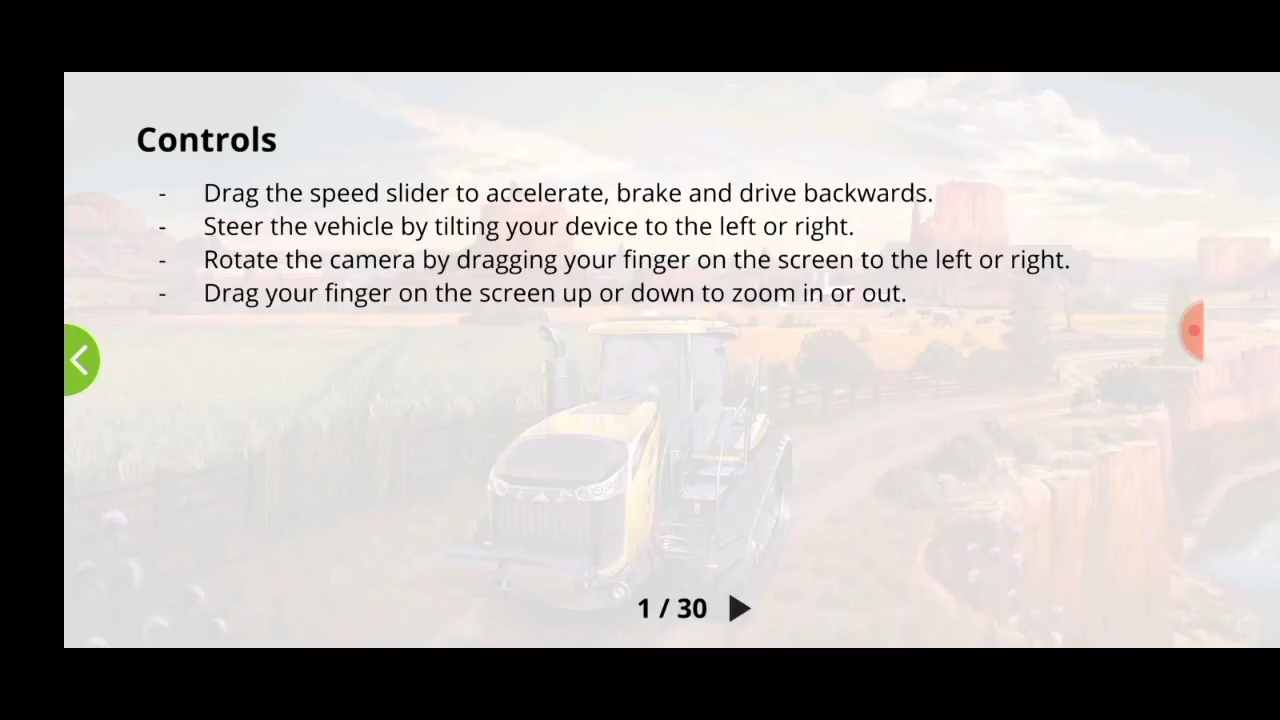 Controls
- Drag the speed slider to accelerate, brake and drive backwards.
- Steer the vehicle by tilting your device to the left or right.
- Rotate the camera by dragging your finger on the screen to the left or right.
- Drag your finger on the screen up or down to zoom in or out.
1 / 30